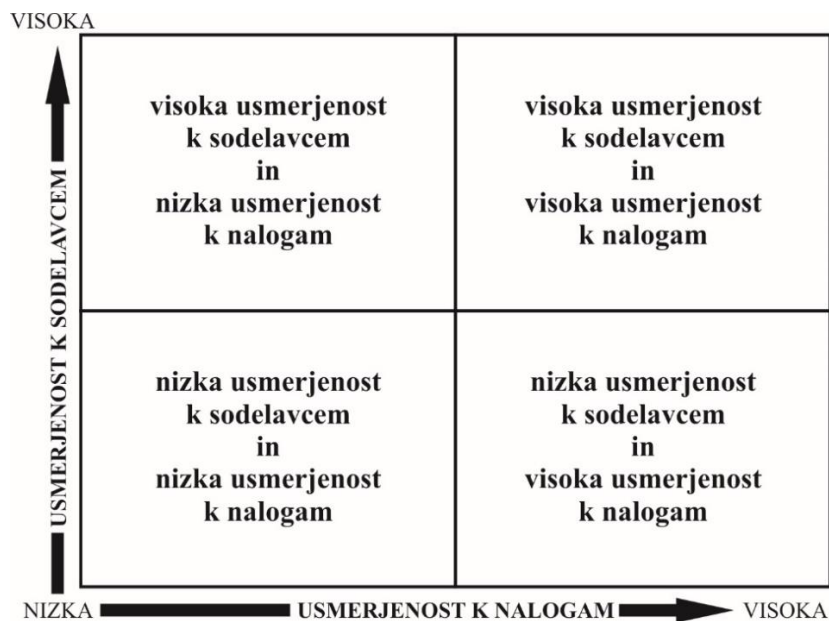 VISOKA
visoka usmerjenost
k sodelavcem
in
nizka usmerjenost
k nalogam
visoka usmerjenost
k sodelavcem
in
visoka usmerjenost
k nalogam
USMERJENOST K SODELAVCEM
nizka usmerjenost
k sodelavcem
in
nizka usmerjenost
k nalogam
nizka usmerjenost
k sodelavcem
in
visoka usmerjenost
k nalogam
NIZKA
USMERJENOST K NALOGAM
VISOKA